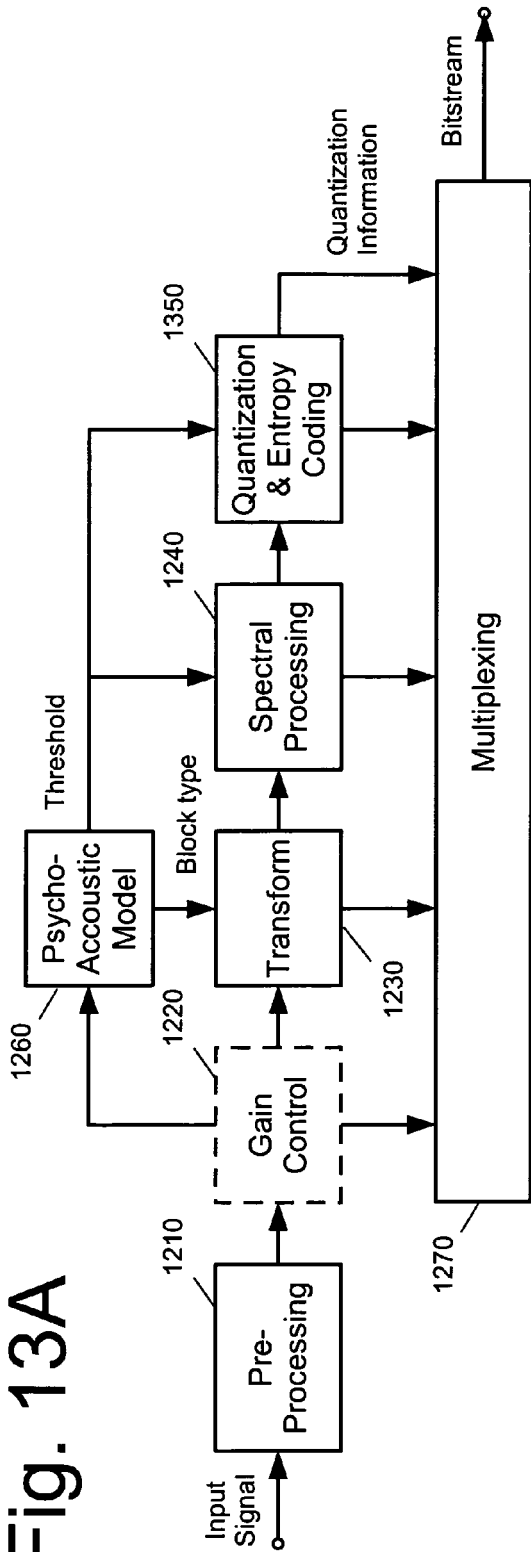 Fig. 13A
Input
Signal
1210
Pre-
Processing
1220
Gain
Control
1260
Psycho-
Accoustic
Model
Threshold
Block type
Transform
1230
1240
Spectral
Processing
1350
Quantization
& Entropy
Coding
Quantization
Information
Multiplexing
1270
Bitstream